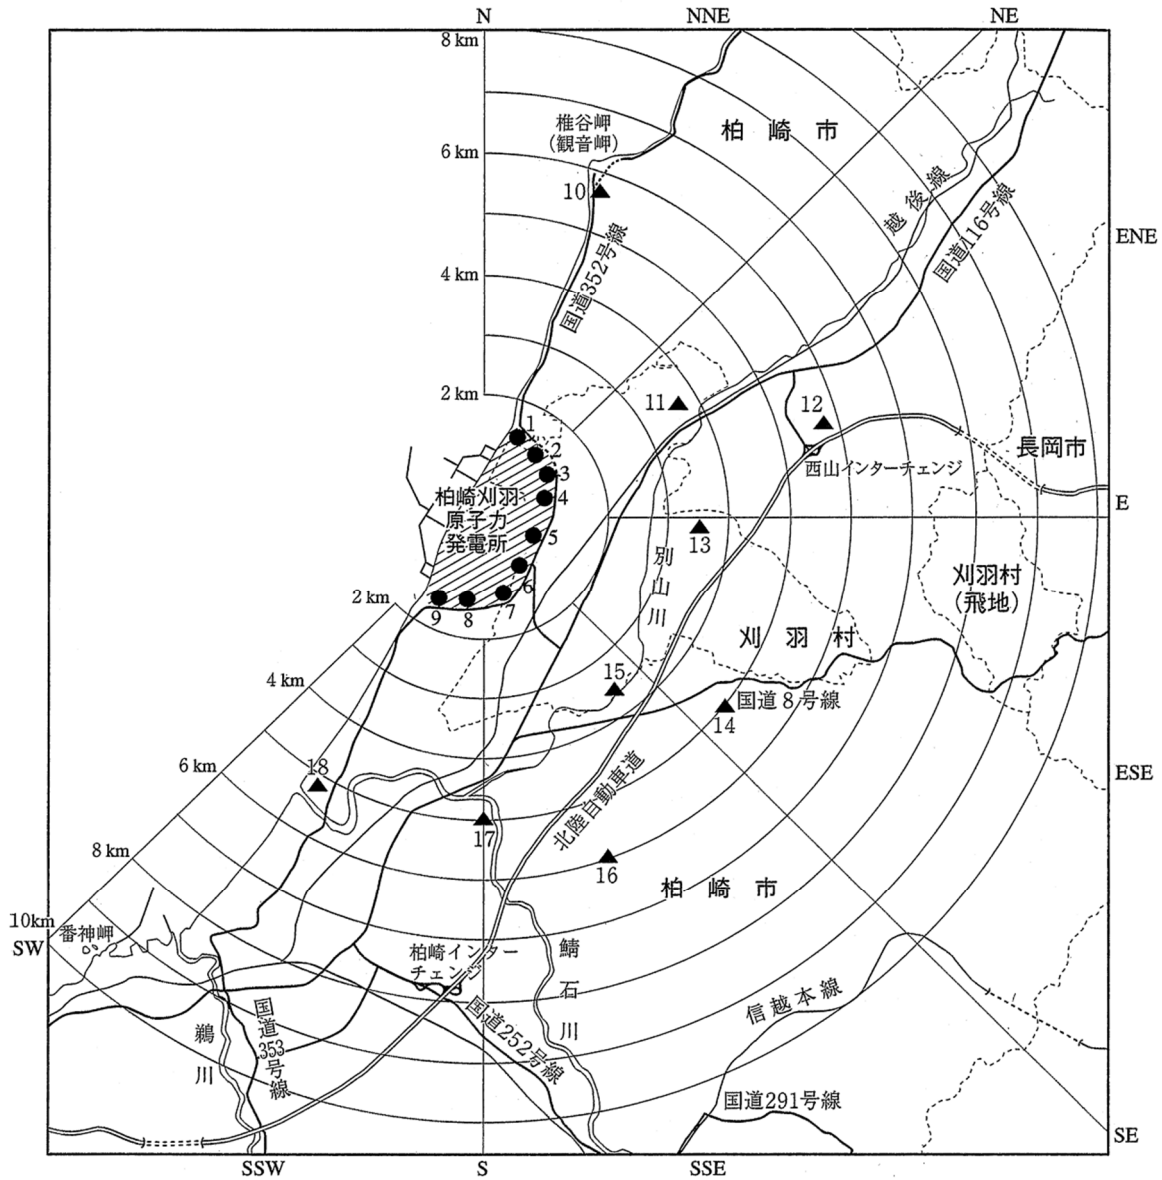 N
NNE
NE
8 km
椎谷岬
(観音岬)
柏崎市
6 km
10
越後線
国道116号線
ENE
国道352号線
4 km
2 km
11
12
1
2
3
4
5
6
7
8
9
長岡市
西山インターチェンジ
柏崎刈羽
原子力
発電所
E
13
別山川
刈羽村
(飛地)
2 km
刈羽村
15
4 km
国道8号線
14
18
6 km
ESE
北陸自動車道
17
8 km
16
柏崎市
10km
番神岬
SW
柏崎インター
チェンジ
鯖石川
信越本線
国道252号線
国道353号線
鵜川
国道291号線
SE
SSW
S
SSE